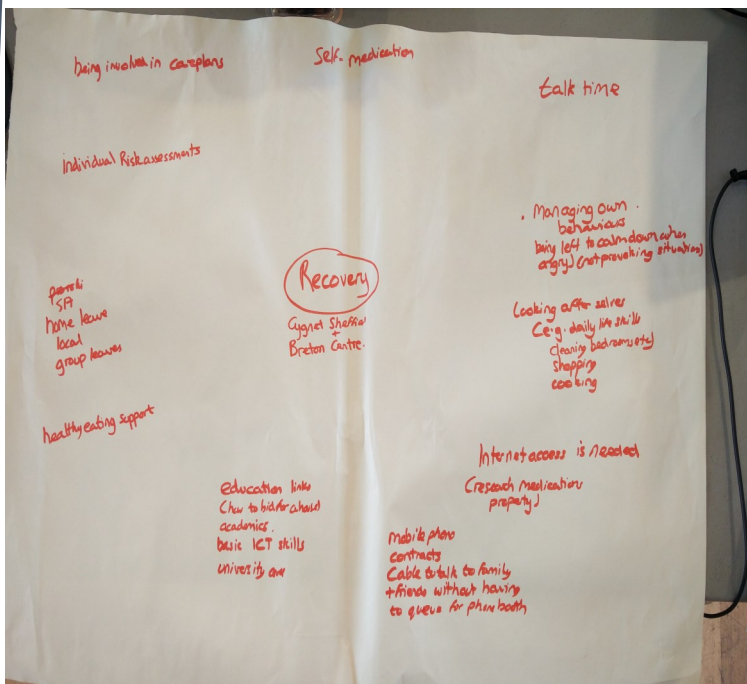 being involved in careplans
Self-medication
talk time
Individual Risk assessments
. Managing own .
behaviours
being left to calm down when
angry) (not provoking situation)
Recovery
Cygnet Sheffield
+
Breton Centre.
SA
home leave
local
group leaves
Looking after selves
(e.g. daily life skills
cleaning bedrooms etc)
shopping
cooking
healthy eating support
Internet access is needed
(research medication
property)
education links
(how to bid for a house)
academics.
basic ICT skills
university
mobile phone
contracts
(able to talk to family
+ friends without having
to queue for phone booth